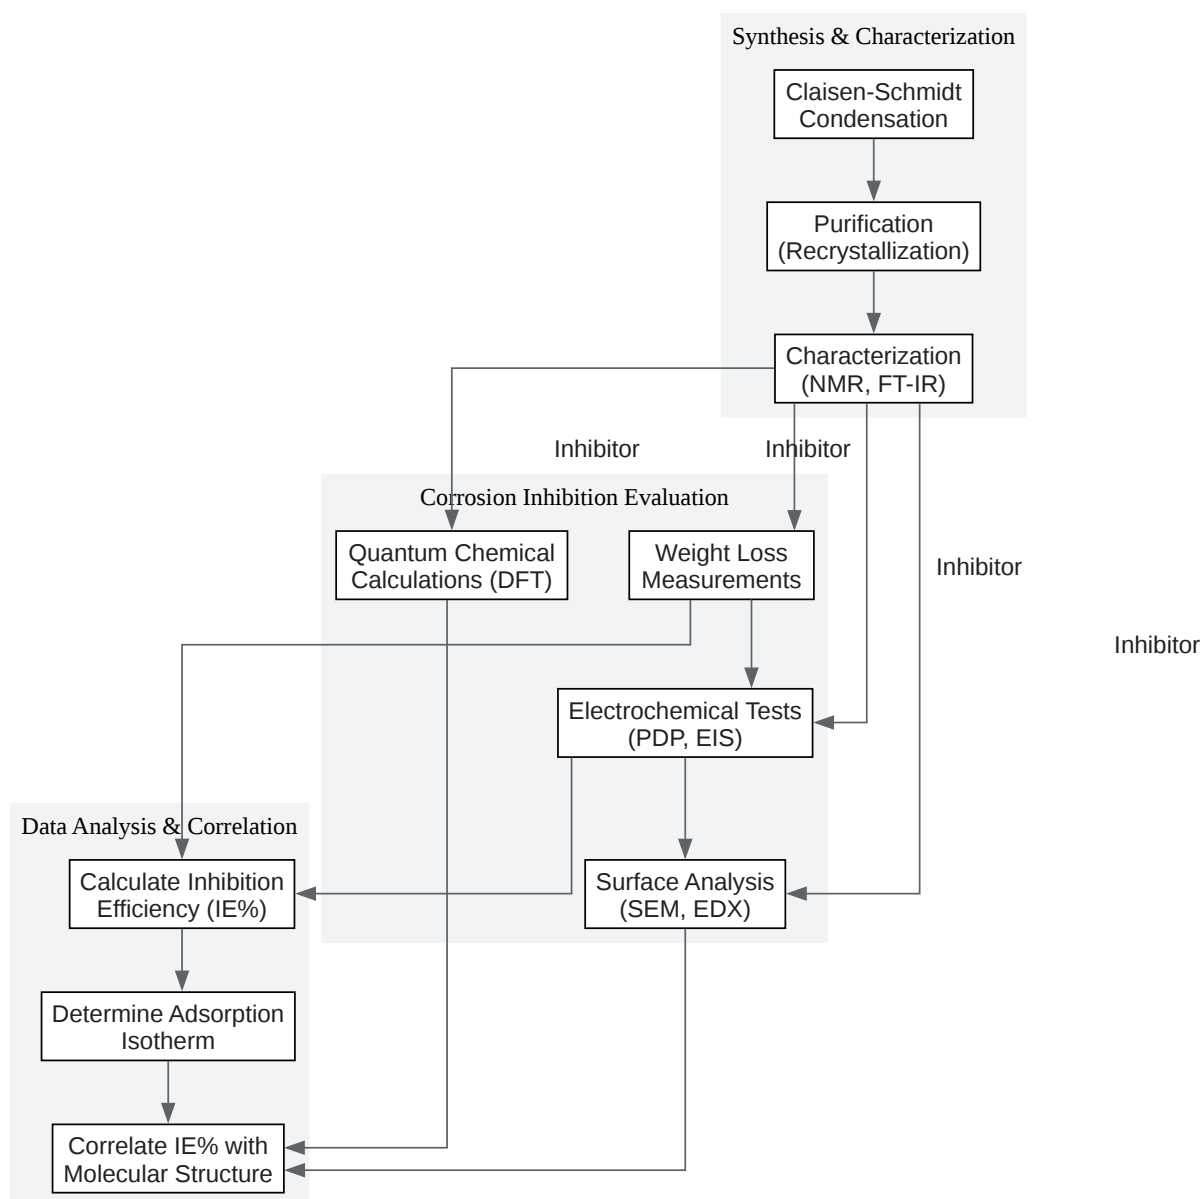 Synthesis & Characterization
Claisen-Schmidt
Condensation
Purification
(Recrystallization)
Characterization
(NMR, FT-IR)
Inhibitor
Inhibitor
Corrosion Inhibition Evaluation
Quantum Chemical
Calculations (DFT)
Weight Loss
Measurements
Inhibitor
Inhibitor
Electrochemical Tests
(PDP, EIS)
Data Analysis & Correlation
Calculate Inhibition
Efficiency (IE%)
Surface Analysis
(SEM, EDX)
Determine Adsorption
Isotherm
Correlate IE% with
Molecular Structure